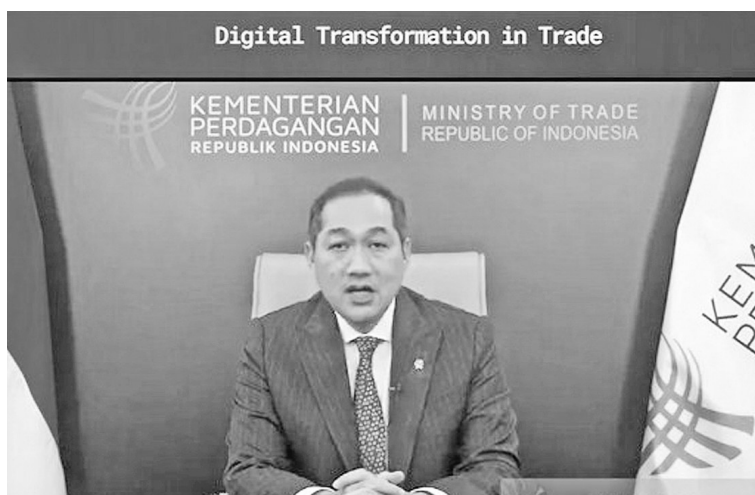 Digital Transformation in Trade
KEMENTERIAN
PERDAGANGAN
REPUBLIK INDONESIA
MINISTRY OF TRADE
REPUBLIC OF INDONESIA